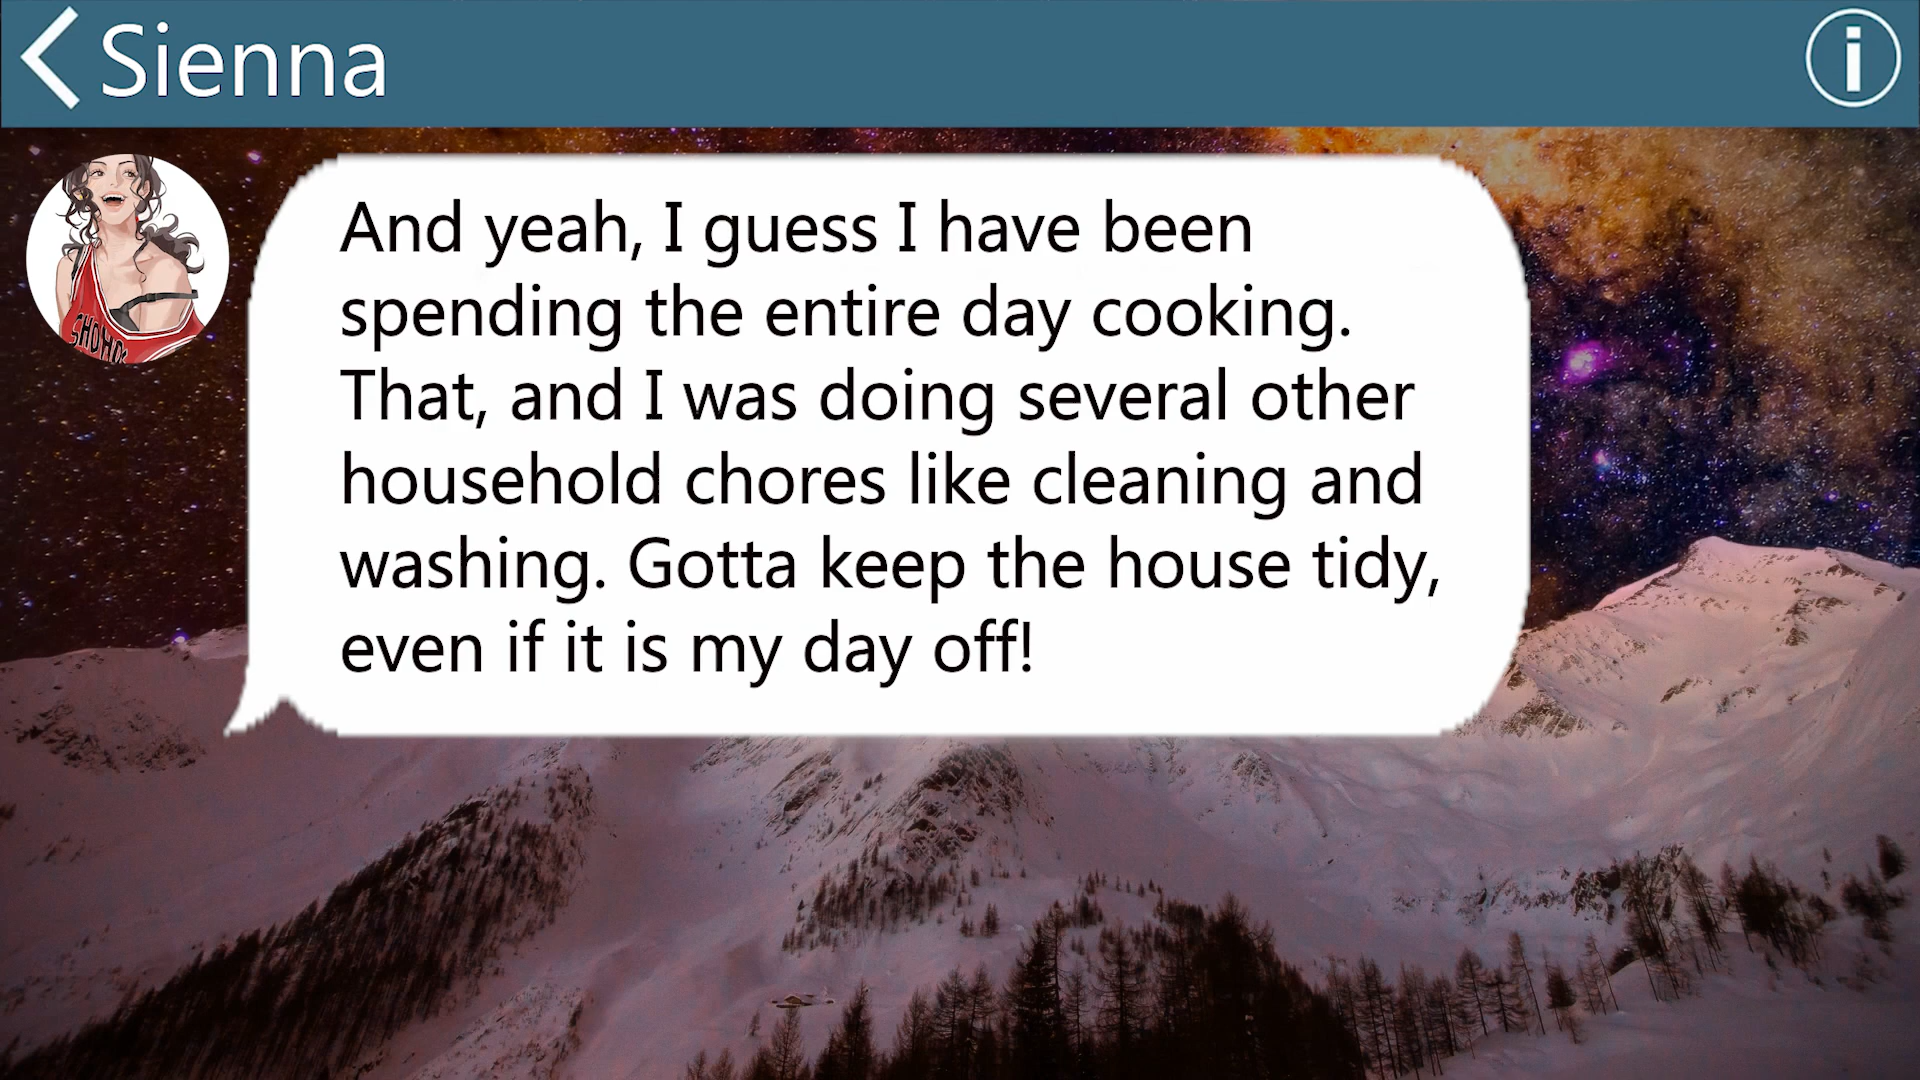 Sienna
And yeah, I guess I have been
spending the entire day cooking.
That, and I was doing several other
household chores like cleaning and
washing. Gotta keep the house tidy,
even if it is my day off!